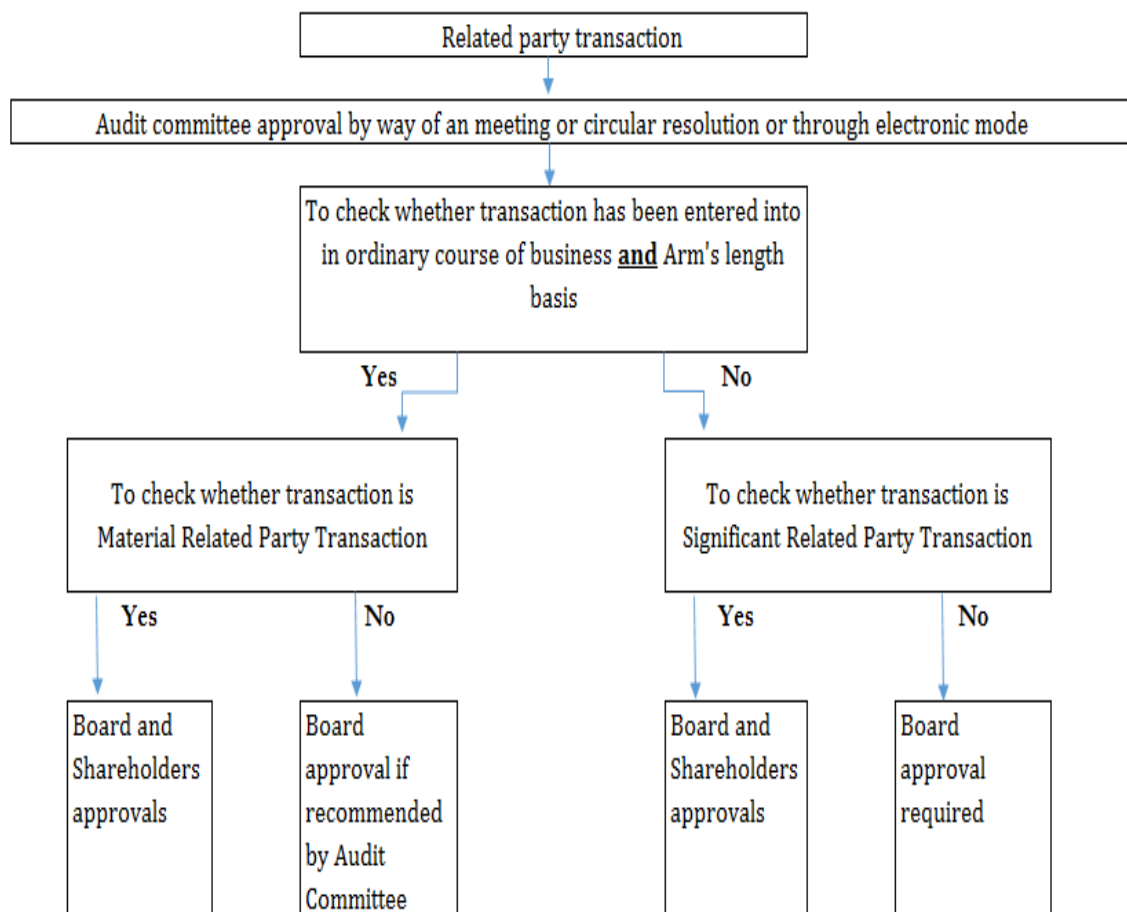 Related party transaction
Audit committee approval by way of an meeting or circular resolution or through electronic mode
To check whether transaction has been entered into
in ordinary course of business and Arm's length
basis
Yes
No
To check whether transaction is
Material Related Party Transaction
To check whether transaction is
Significant Related Party Transaction
Yes
No
Yes
No
Board and
Shareholders
approvals
Board
approval if
recommended
by Audit
Committee
Board and
Shareholders
approvals
Board
approval
required